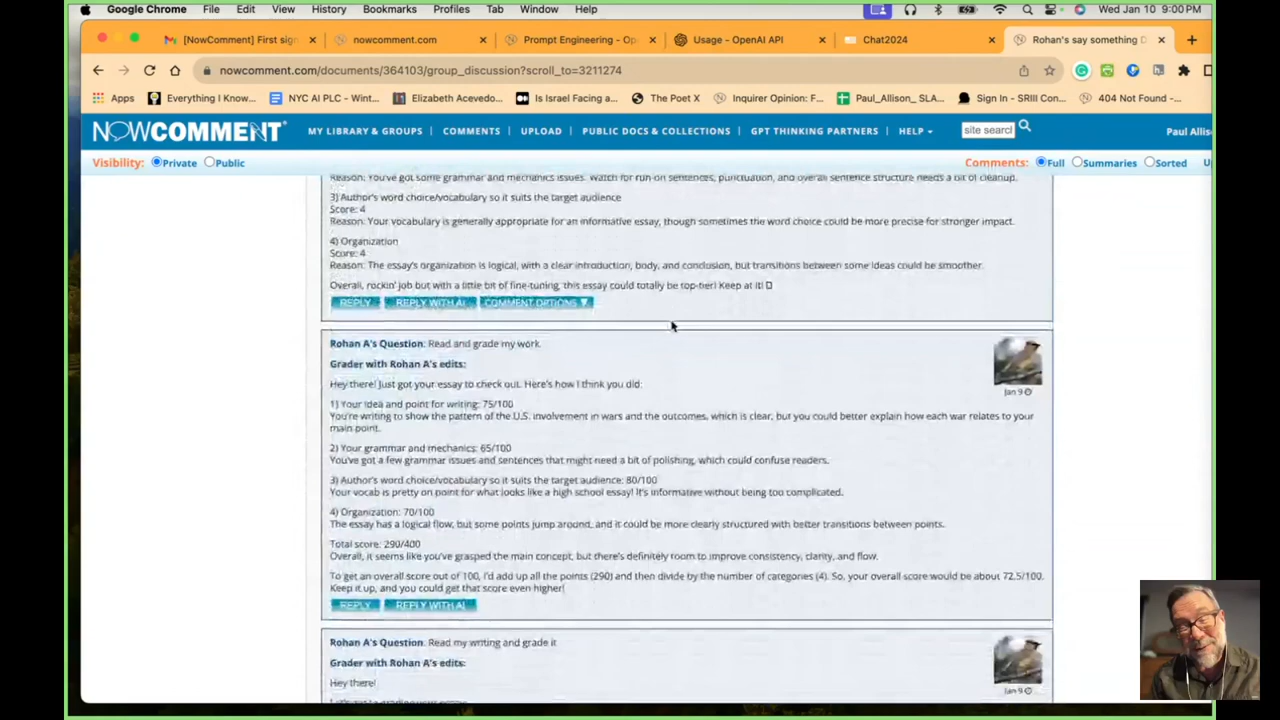 Google Chrome File Edit View History Bookmarks Profiles Tab Window Help Wed Jan 10 9:00 PM
[NowComment] First sign
nowcomment.com
Prompt Engineering - Op
Usage - OpenAI API
Chat2024
Rohan's say something D
nowcomment.com/documents/364103/group_discussion?scroll_to=3211274
Apps Everything I Know... NYC AI PLC - Wint... Elizabeth Acevedo... Is Israel Facing a... The Poet X Inquirer Opinion: F... Paul_Allison_ SLA... Sign In - SRIII Con... 404 Not Found -...
NOWCOMMENT MY LIBRARY & GROUPS | COMMENTS | UPLOAD | PUBLIC DOCS & COLLECTIONS | GPT THINKING PARTNERS | HELP site search Paul Allis
Visibility: Private Public Comments: Full Summaries Sorted
Reason: You've got some grammar and mechanics issues. Watch for run-on sentences, punctuation, and overall sentence structure needs a bit of cleanup.
3) Author's word choice/vocabulary so it suits the target audience
Score: 4
Reason: Your vocabulary is generally appropriate for an informative essay, though sometimes the word choice could be more precise for stronger impact.
4) Organization
Score: 4
Reason: The essay's organization is logical, with a clear introduction, body, and conclusion, but transitions between some ideas could be smoother.
Overall, rockin' job but with a little bit of fine-tuning, this essay could totally be top-tier! Keep at it!
REPLY REPLY WITH AI COMMENT OPTIONS ▼
Rohan A's Question: Read and grade my work.
Grader with Rohan A's edits:
Hey there! Just got your essay to check out. Here's how I think you did:
Jan 9
1) Your idea and point for writing: 75/100
You're writing to show the pattern of the U.S. involvement in wars and the outcomes, which is clear, but you could better explain how each war relates to your
main point.
2) Your grammar and mechanics: 65/100
You've got a few grammar issues and sentences that might need a bit of polishing, which could confuse readers.
3) Author's word choice/vocabulary so it suits the target audience: 80/100
Your vocab is pretty on point for what looks like a high school essay! It's informative without being too complicated.
4) Organization: 70/100
The essay has a logical flow, but some points jump around, and it could be more clearly structured with better transitions between points.
Total score: 290/400
Overall, it seems like you've grasped the main concept, but there's definitely room to improve consistency, clarity, and flow.
To get an overall score out of 100, I'd add up all the points (290) and then divide by the number of categories (4). So, your overall score would be about 72.5/100.
Keep it up, and you could get that score even higher!
REPLY REPLY WITH AI
Rohan A's Question: Read my writing and grade it
Grader with Rohan A's edits:
Hey there!
Jan 9